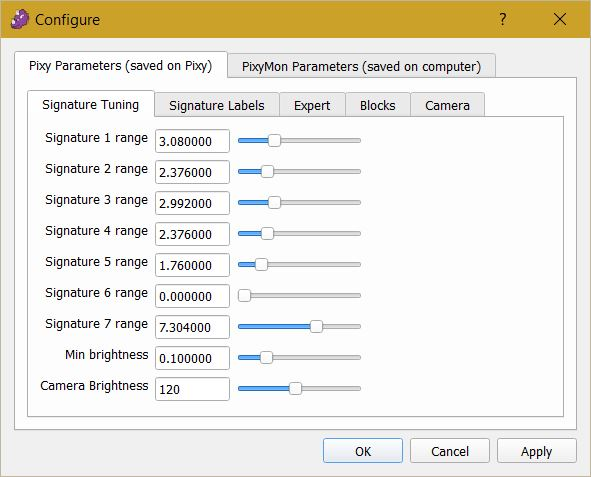 Configure
?
Pixy Parameters (saved on Pixy) PixyMon Parameters (saved on computer)
Signature Tuning Signature Labels Expert Blocks Camera
Signature 1 range 3.080000
Signature 2 range 2.376000
Signature 3 range 2.992000
Signature 4 range 2.376000
Signature 5 range 1.760000
Signature 6 range 0.000000
Signature 7 range 7.304000
Min brightness 0.100000
Camera Brightness 120
OK Cancel Apply